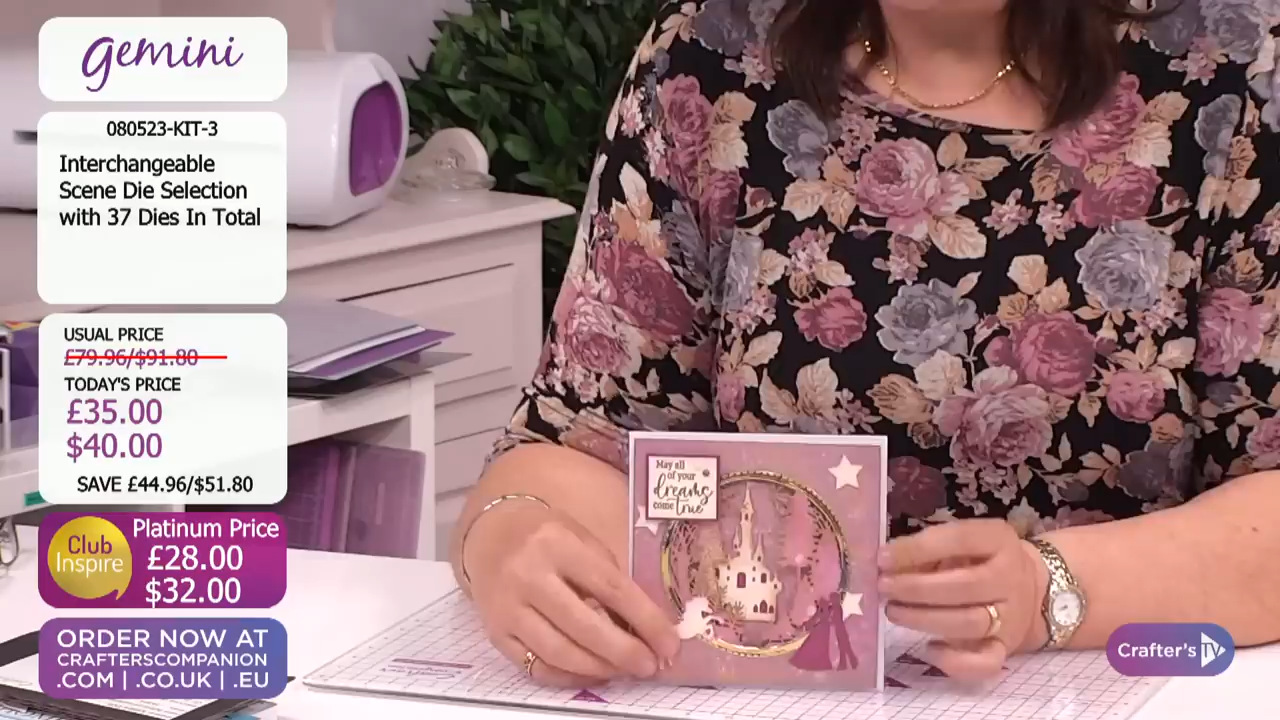 gemini
080523-KIT-3
Interchangeable
Scene Die Selection
with 37 Dies In Total
USUAL PRICE
£79.96/$91.80
TODAY'S PRICE
£35.00
$40.00
SAVE £44.96/$51.80
Club
Inspire
Platinum Price
£28.00
$32.00
ORDER NOW AT
CRAFTERSCOMPANION
.COM | .CO.UK | .EU
May all
of your
dreams
come true
Crafter's TV